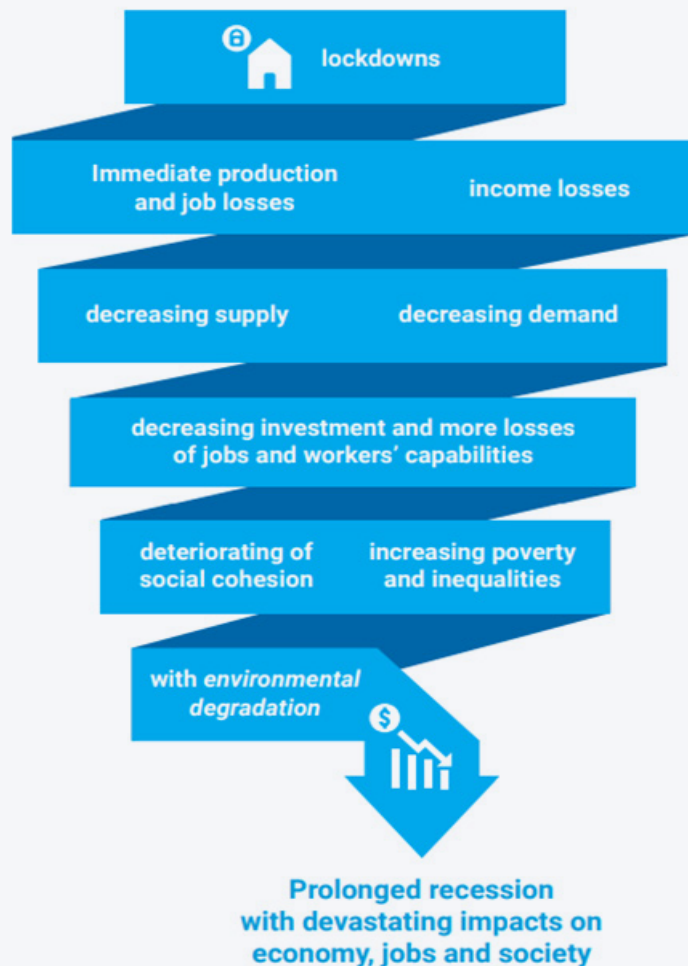 lockdowns
Immediate production
and job losses
income losses
decreasing supply
decreasing demand
decreasing investment and more losses
of jobs and workers’ capabilities
deteriorating of
social cohesion
increasing poverty
and inequalities
with environmental
degradation
$
Prolonged recession
with devastating impacts on
economy, jobs and society